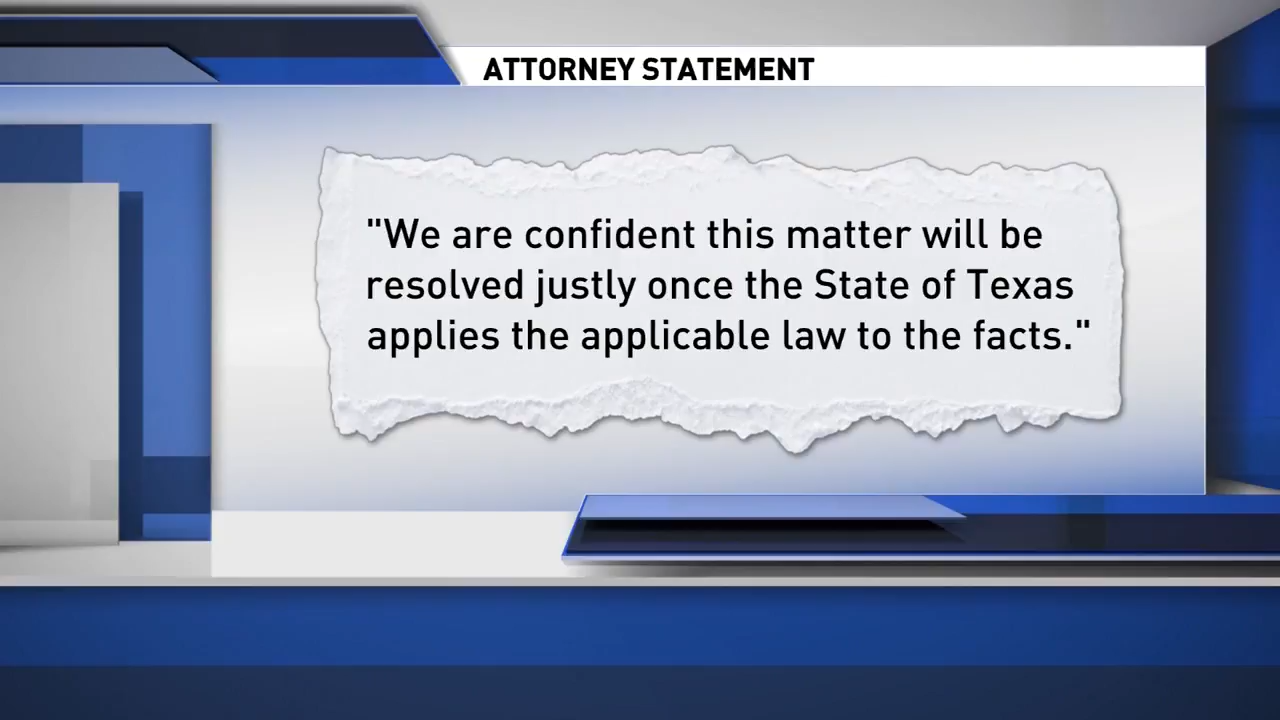 ATTORNEY STATEMENT
"We are confident this matter will be
resolved justly once the State of Texas
applies the applicable law to the facts."